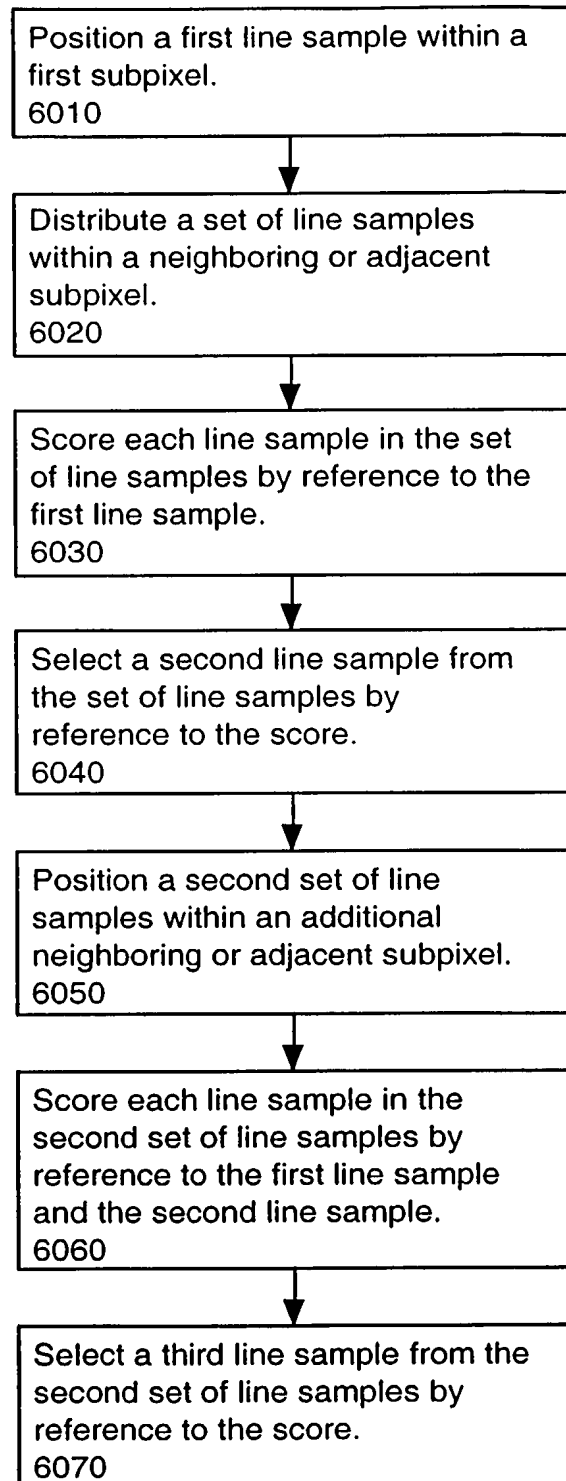 Position a first line sample within a
first subpixel.
6010
Distribute a set of line samples
within a neighboring or adjacent
subpixel.
6020
Score each line sample in the set
of line samples by reference to the
first line sample.
6030
Select a second line sample from
the set of line samples by
reference to the score.
6040
Position a second set of line
samples within an additional
neighboring or adjacent subpixel.
6050
Score each line sample in the
second set of line samples by
reference to the first line sample
and the second line sample.
6060
Select a third line sample from the
second set of line samples by
reference to the score.
6070